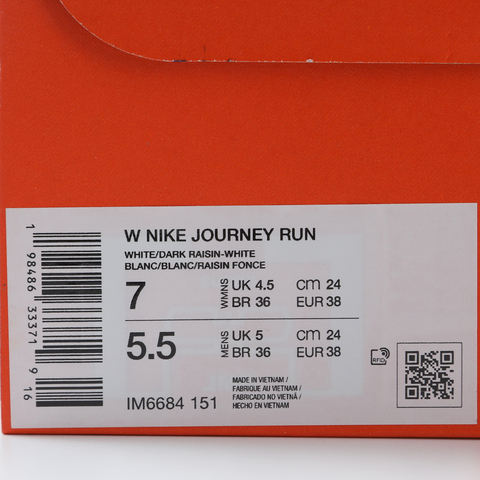 W NIKE JOURNEY RUN
WHITE/DARK RAISIN-WHITE
BLANC/BLANC/RAISIN FONCE
7 WMNS UK 4.5 CM 24
BR 36 EUR 38
5.5 MENS UK 5 CM 24
BR 36 EUR 38
RFID
IM6684 151
MADE IN VIETNAM /
FABRIQUE AU VIETNAM /
FABRICADO NO VIETNÃ /
HECHO EN VIETNAM
1 98486 33371 9 16